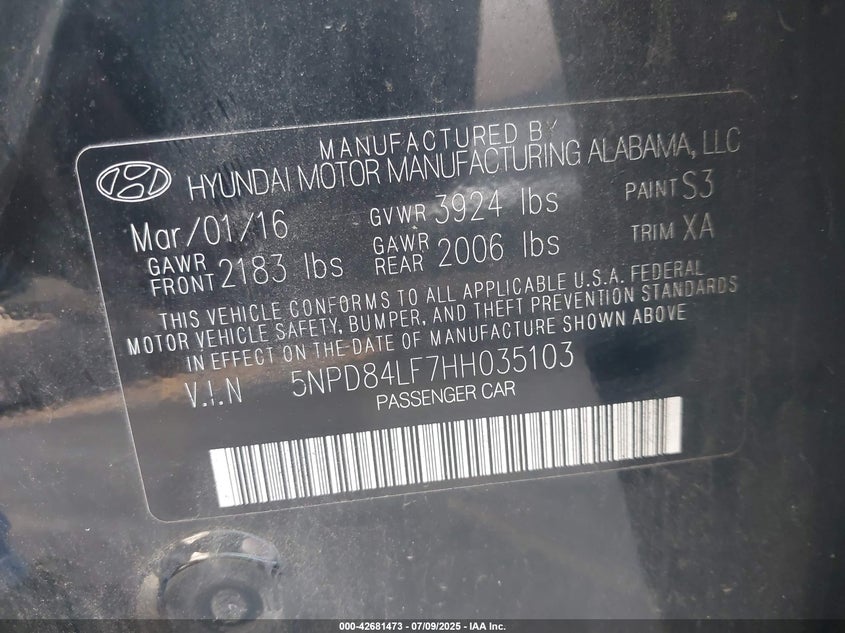 MANUFACTURED BY
HYUNDAI MOTOR MANUFACTURING ALABAMA, LLC
Mar/01/16 GVWR 3924 lbs PAINT S3
GAWR FRONT 2183 lbs GAWR REAR 2006 lbs TRIM XA
THIS VEHICLE CONFORMS TO ALL APPLICABLE U.S.A. FEDERAL
MOTOR VEHICLE SAFETY, BUMPER, AND THEFT PREVENTION STANDARDS
IN EFFECT ON THE DATE OF MANUFACTURE SHOWN ABOVE
V.I.N 5NPD84LF7HH035103
PASSENGER CAR
000-42681473 - 07/09/2025 - IAA Inc.